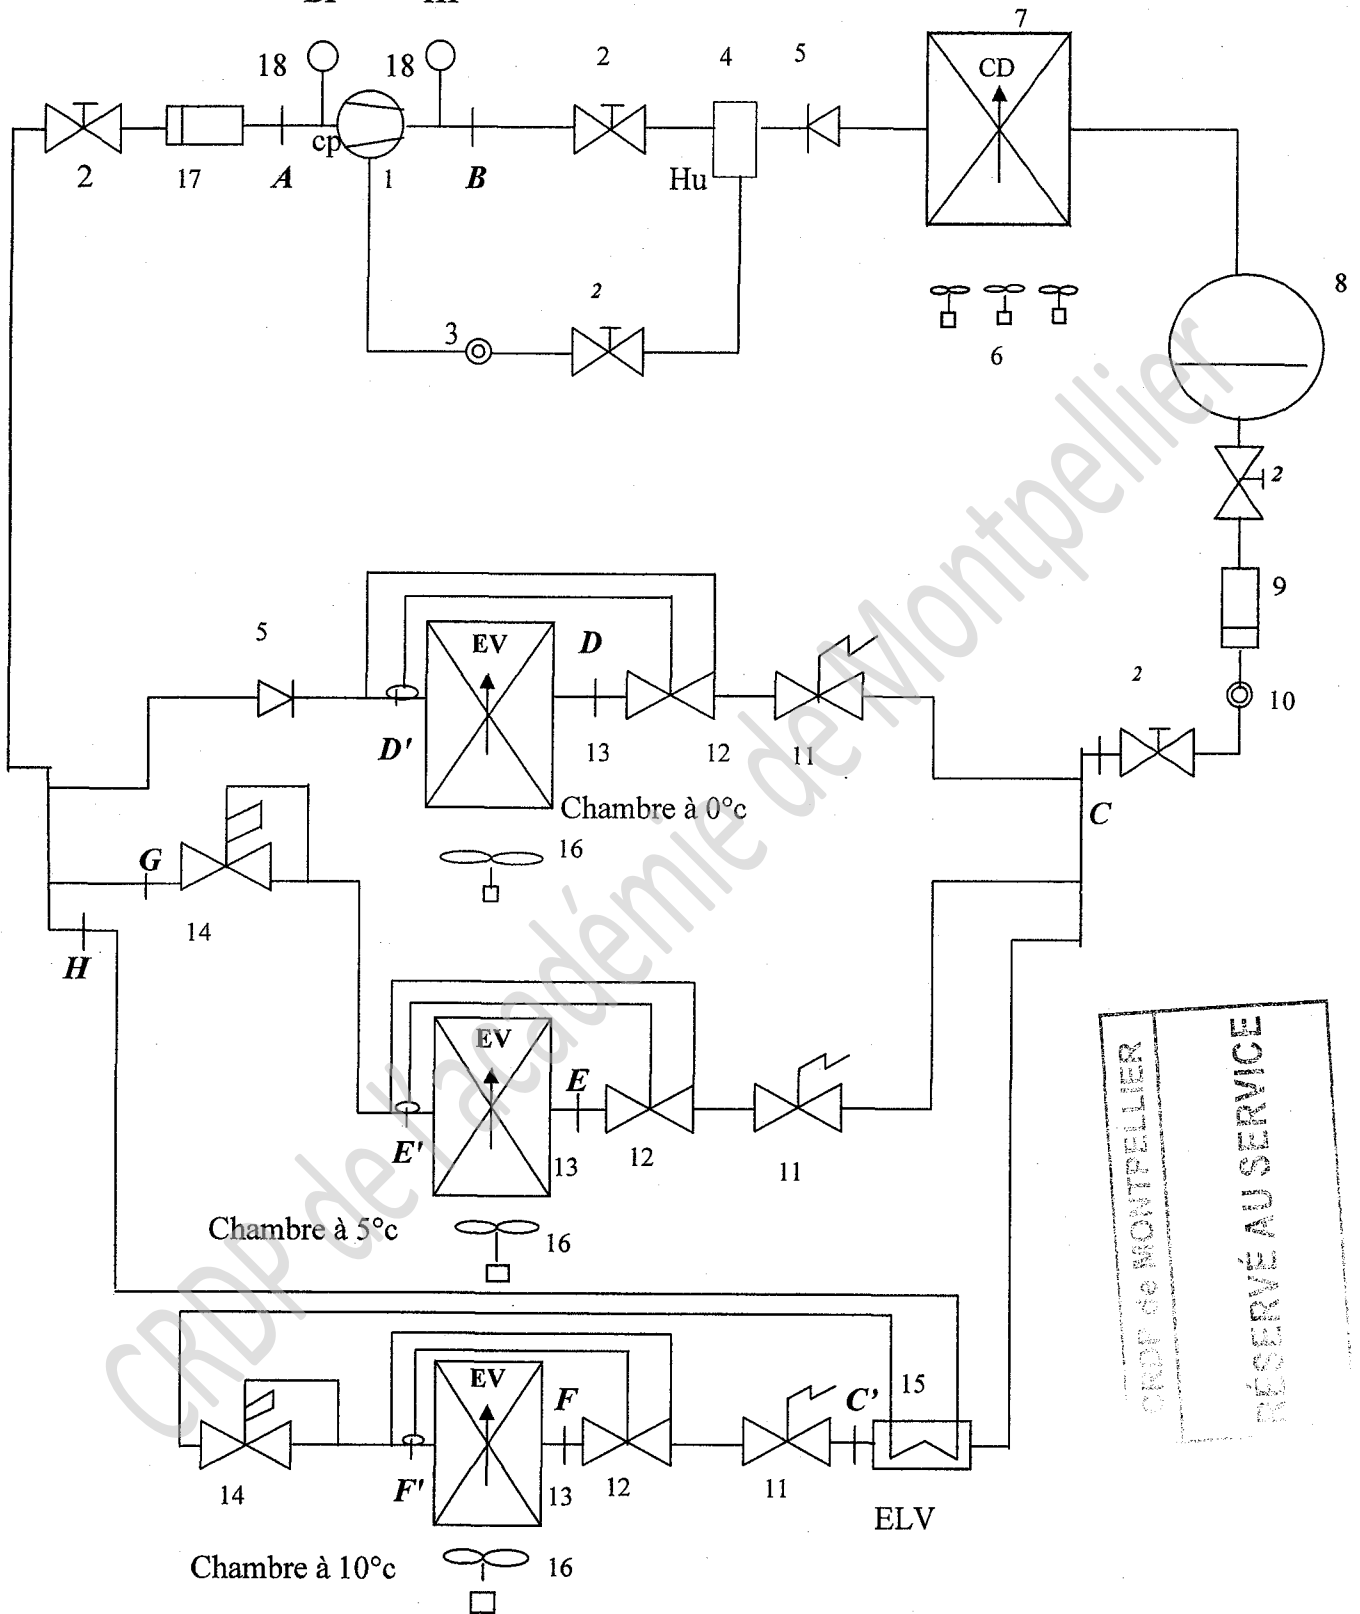 7
18
18
2
4
5
CD
cp
2
17
A
1
B
Hu
8
2
3
6
2
9
5
EV
D
2
10
D'
13
12
11
Chambre à 0°c
C
16
G
14
H
EV
E
E'
13
12
11
Chambre à 5°c
16
EV
F
C'
15
F'
14
13
12
11
ELV
Chambre à 10°c
16
CRDP de l'académie de Montpellier
CRDP de MONTPELLIER
RÉSERVÉ AU SERVICE